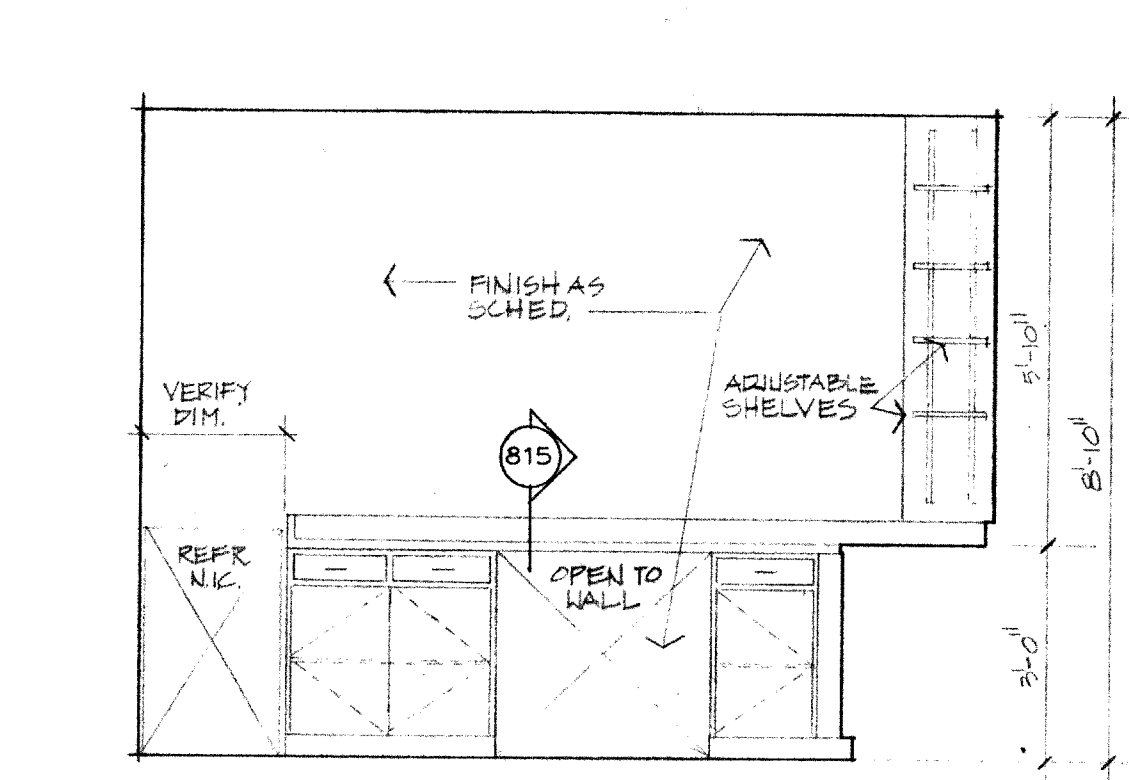 FINISH AS
SCHED.
VERIFY
DIM.
ADJUSTABLE
SHELVES
815
REFR
N.I.C.
OPEN TO
WALL
5'-10"
8'-10"
3'-0"